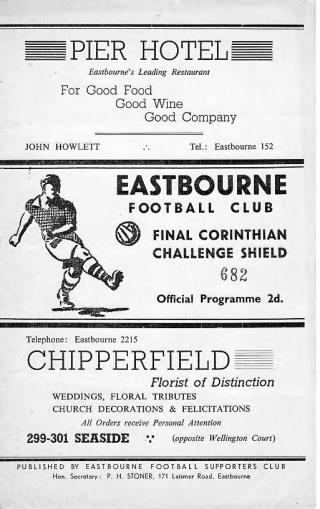 PIER HOTEL
Eastbourne's Leading Restaurant
For Good Food
Good Wine
Good Company
JOHN HOWLETT ∴ Tel.: Eastbourne 152
EASTBOURNE
FOOTBALL CLUB
FINAL CORINTHIAN
CHALLENGE SHIELD
682
Official Programme 2d.
Telephone: Eastbourne 2215
CHIPPERFIELD
Florist of Distinction
WEDDINGS, FLORAL TRIBUTES
CHURCH DECORATIONS & FELICITATIONS
All Orders receive Personal Attention
299-301 SEASIDE ∵ (opposite Wellington Court)
PUBLISHED BY EASTBOURNE FOOTBALL SUPPORTERS CLUB
Hon. Secretary: P. H. STONER, 171 Latimer Road, Eastbourne